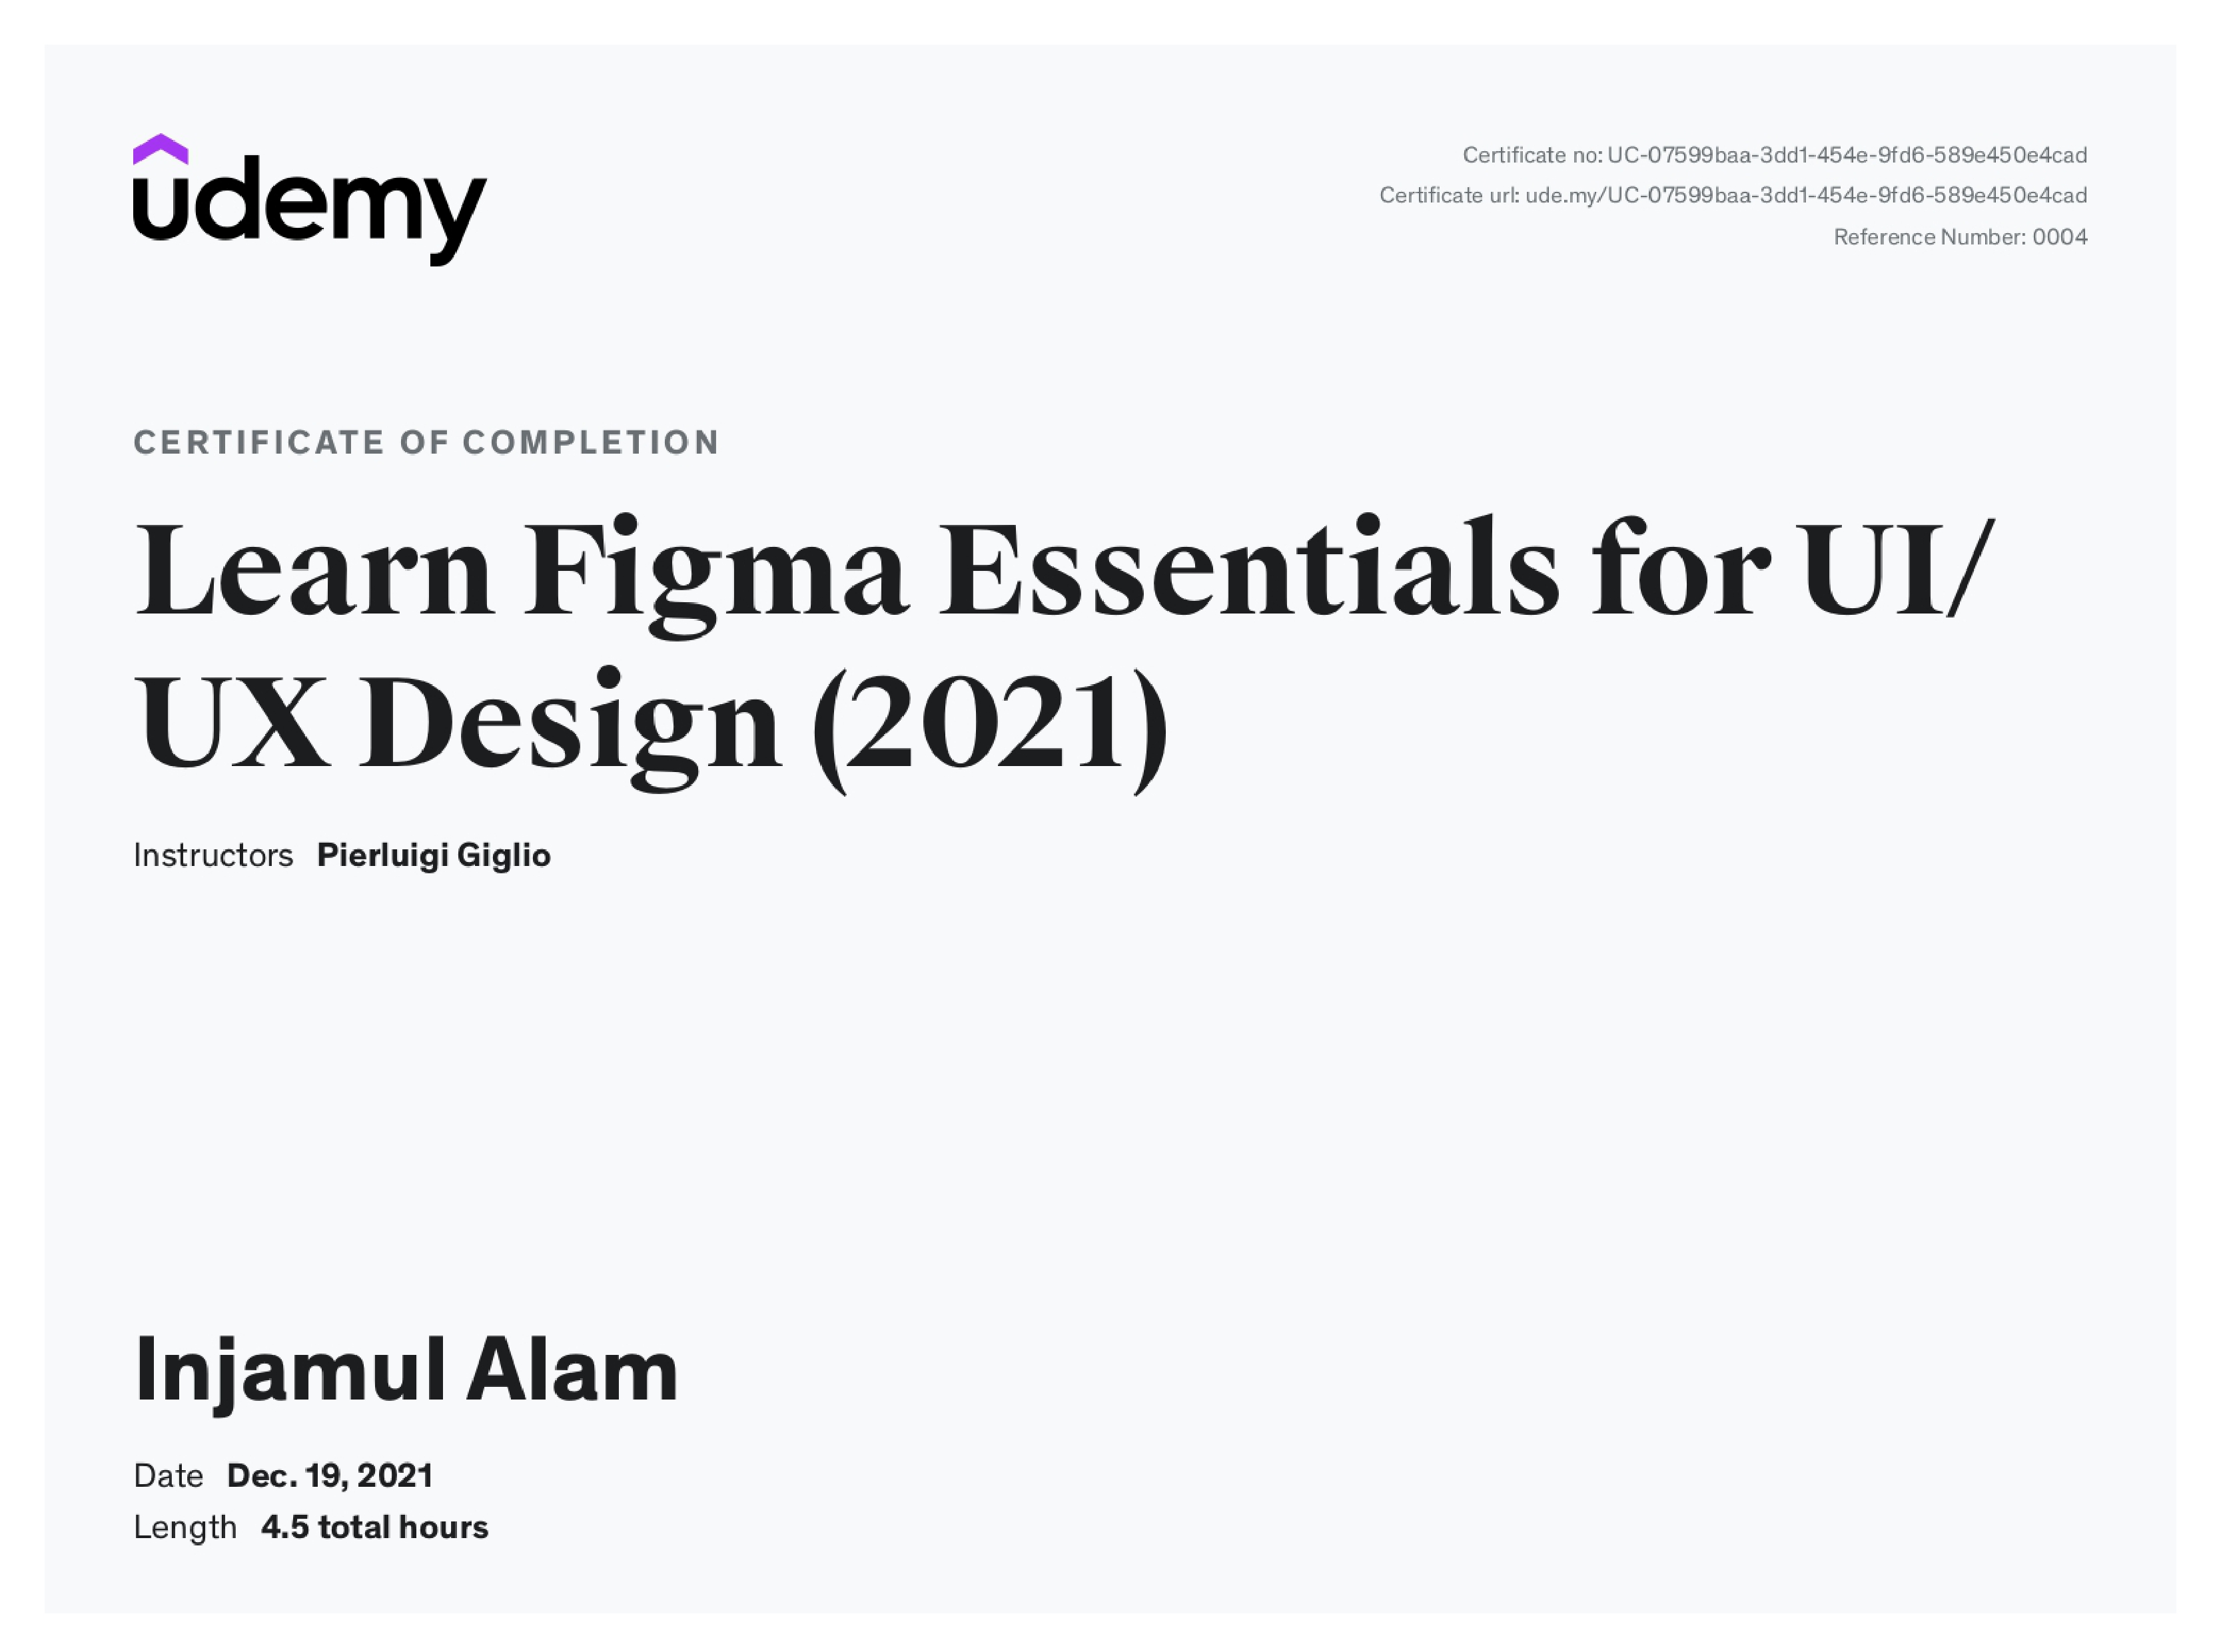 udemy
Certificate no: UC-07599baa-3dd1-454e-9fd6-589e450e4cad
Certificate url: ude.my/UC-07599baa-3dd1-454e-9fd6-589e450e4cad
Reference Number: 0004
CERTIFICATE OF COMPLETION
Learn Figma Essentials for UI/
UX Design (2021)
Instructors Pierluigi Giglio
Injamul Alam
Date Dec. 19, 2021
Length 4.5 total hours